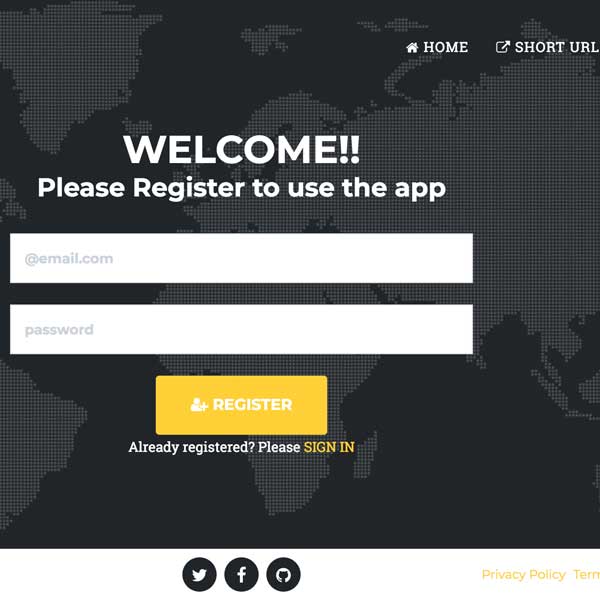 HOME SHORT URL
WELCOME!!
Please Register to use the app
@email.com
password
REGISTER
Already registered? Please SIGN IN
Privacy Policy Term